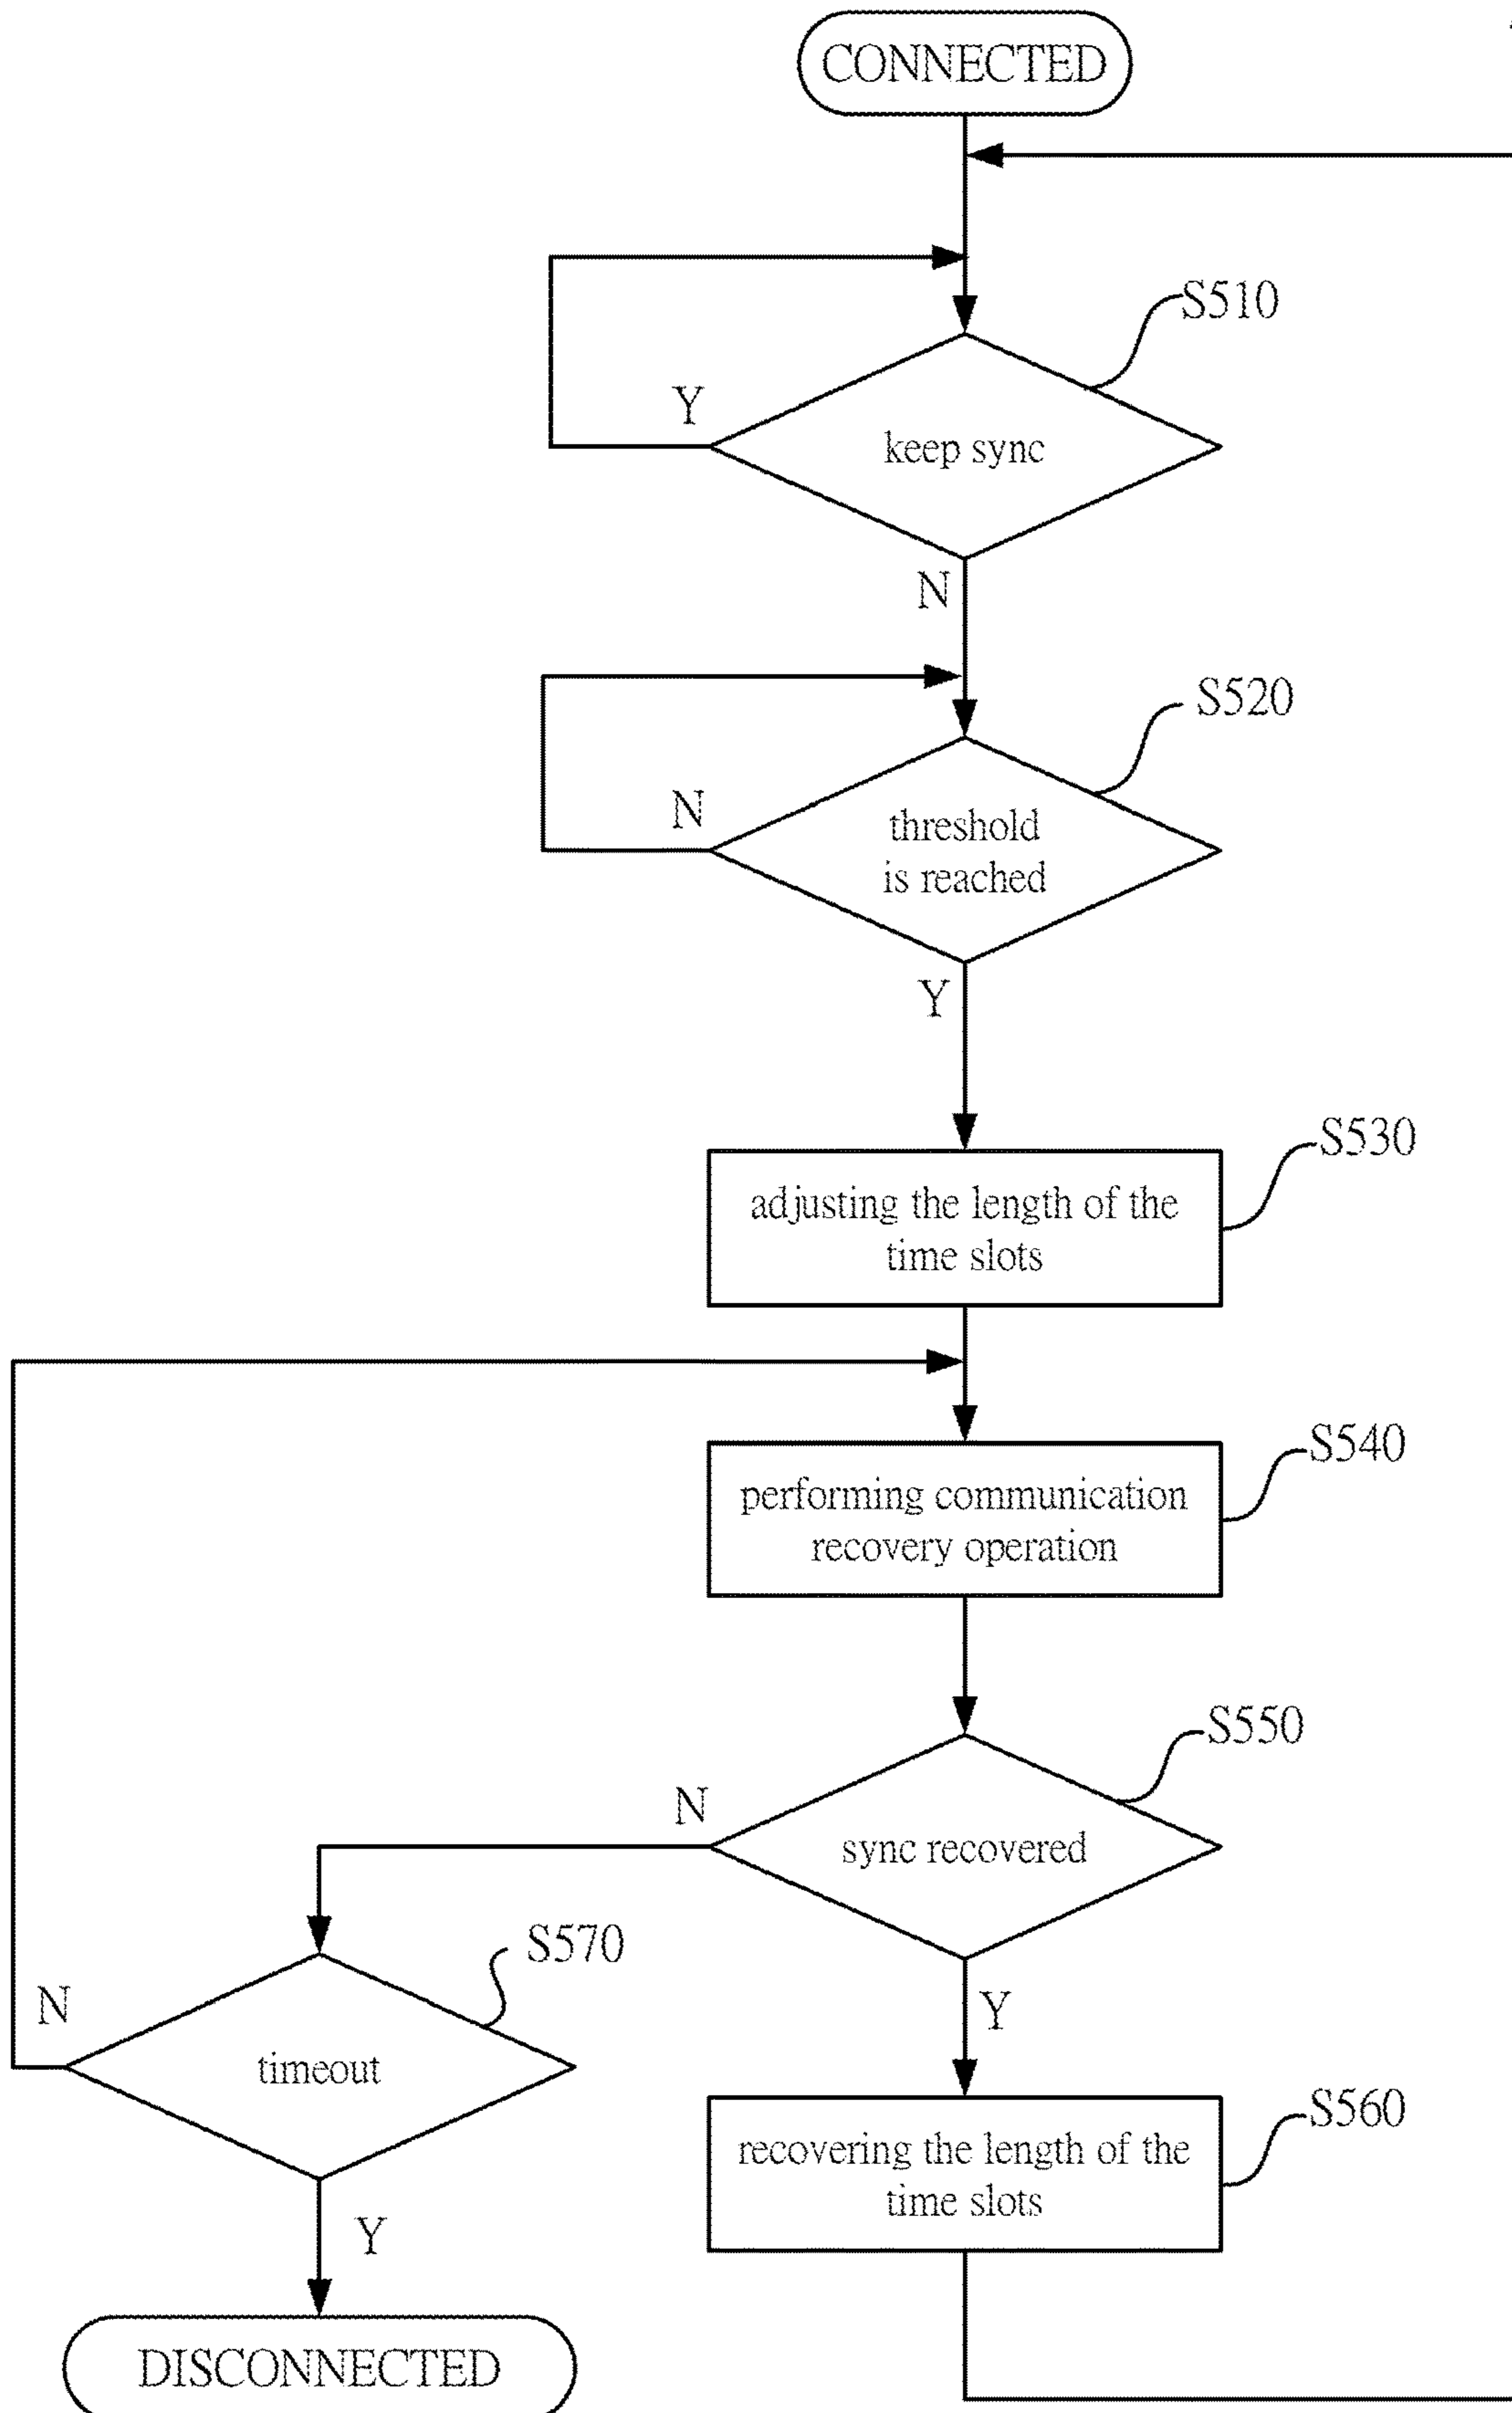 CONNECTED
S510
Y
keep sync
N
S520
N
threshold
is reached
Y
S530
adjusting the length of the
time slots
S540
performing communication
recovery operation
S550
N
sync recovered
S570
N
Y
timeout
S560
recovering the length of the
time slots
Y
DISCONNECTED